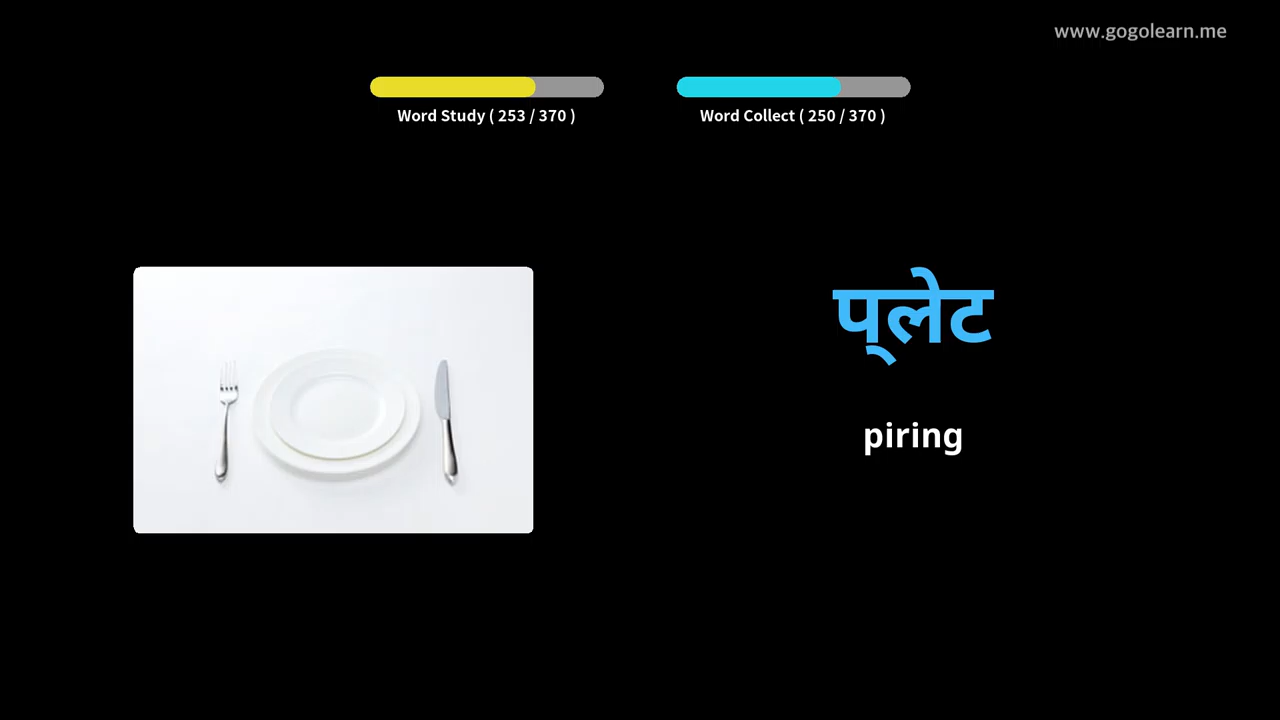 www.gogolearn.me
Word Study ( 253 / 370 )
Word Collect ( 250 / 370 )
प्लेट
piring